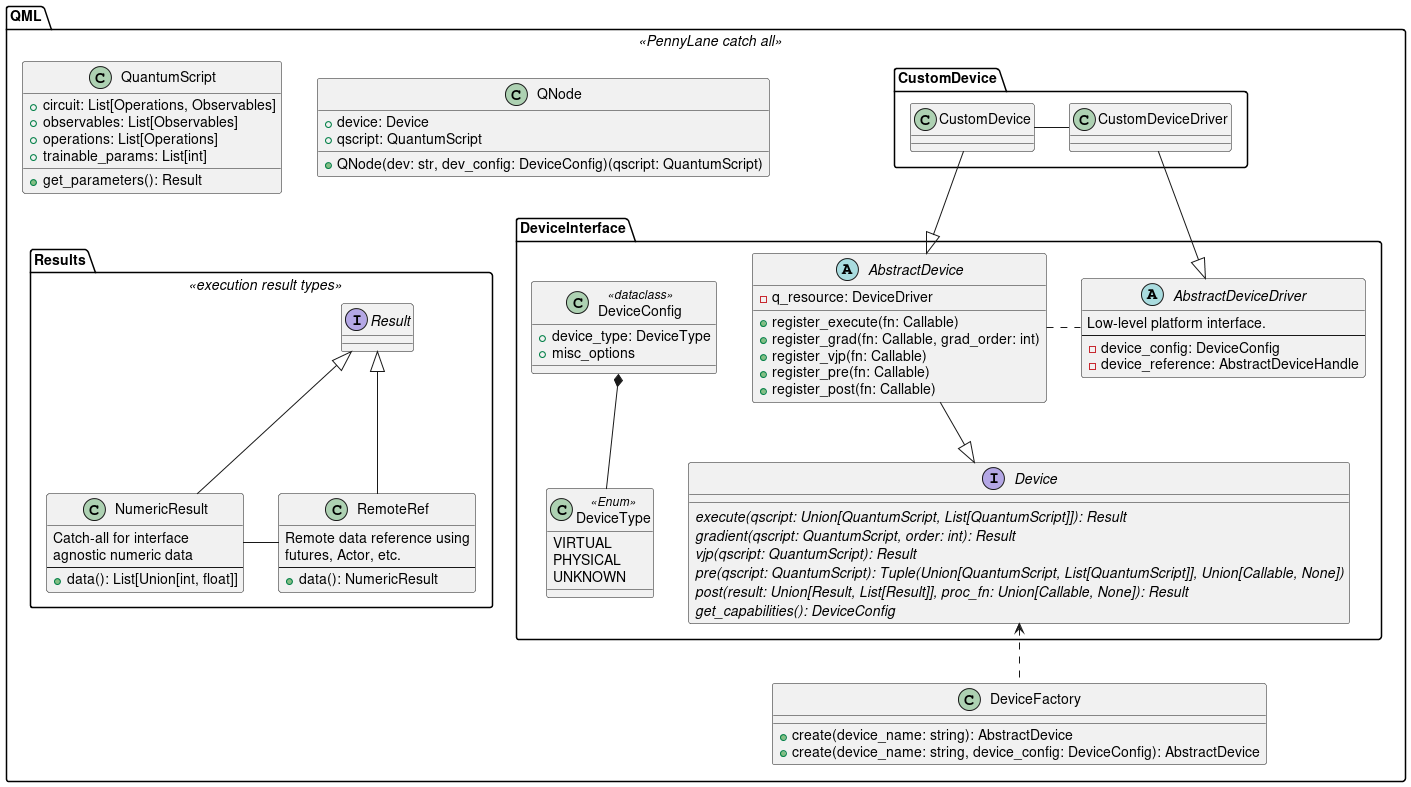 QML
«PennyLane catch all»
C QuantumScript
circuit: List[Operations, Observables]
observables: List[Observables]
operations: List[Operations]
trainable_params: List[int]
get_parameters(): Result
C QNode
device: Device
qscript: QuantumScript
QNode(dev: str, dev_config: DeviceConfig)(qscript: QuantumScript)
CustomDevice
C CustomDevice
C CustomDeviceDriver
Results
«execution result types»
I Result
C NumericResult
Catch-all for interface
agnostic numeric data
data(): List[Union[int, float]]
C RemoteRef
Remote data reference using
futures, Actor, etc.
data(): NumericResult
DeviceInterface
«dataclass»
C DeviceConfig
device_type: DeviceType
misc_options
A AbstractDevice
q_resource: DeviceDriver
register_execute(fn: Callable)
register_grad(fn: Callable, grad_order: int)
register_vjp(fn: Callable)
register_pre(fn: Callable)
register_post(fn: Callable)
A AbstractDeviceDriver
Low-level platform interface.
device_config: DeviceConfig
device_reference: AbstractDeviceHandle
«Enum»
C DeviceType
VIRTUAL
PHYSICAL
UNKNOWN
I Device
execute(qscript: Union[QuantumScript, List[QuantumScript]]): Result
gradient(qscript: QuantumScript, order: int): Result
vjp(qscript: QuantumScript): Result
pre(qscript: QuantumScript): Tuple(Union[QuantumScript, List[QuantumScript]], Union[Callable, None])
post(result: Union[Result, List[Result]], proc_fn: Union[Callable, None]): Result
get_capabilities(): DeviceConfig
C DeviceFactory
create(device_name: string): AbstractDevice
create(device_name: string, device_config: DeviceConfig): AbstractDevice